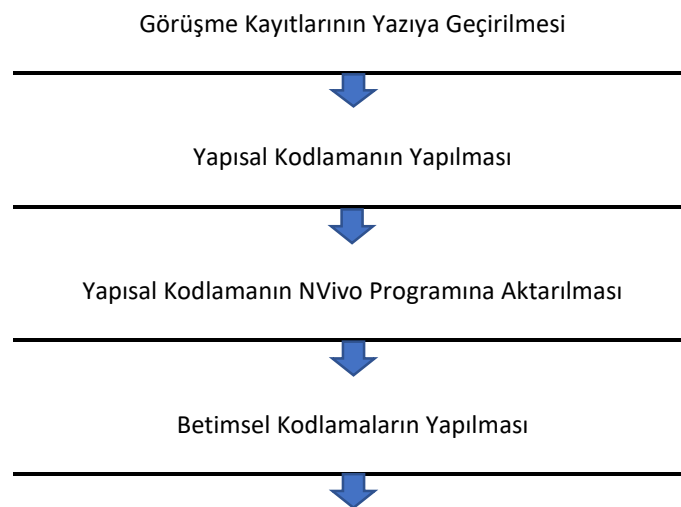 Görüşme Kayıtlarının Yazıya Geçirilmesi
Yapısal Kodlamanın Yapılması
Yapısal Kodlamanın NVivo Programına Aktarılması
Betimsel Kodlamaların Yapılması